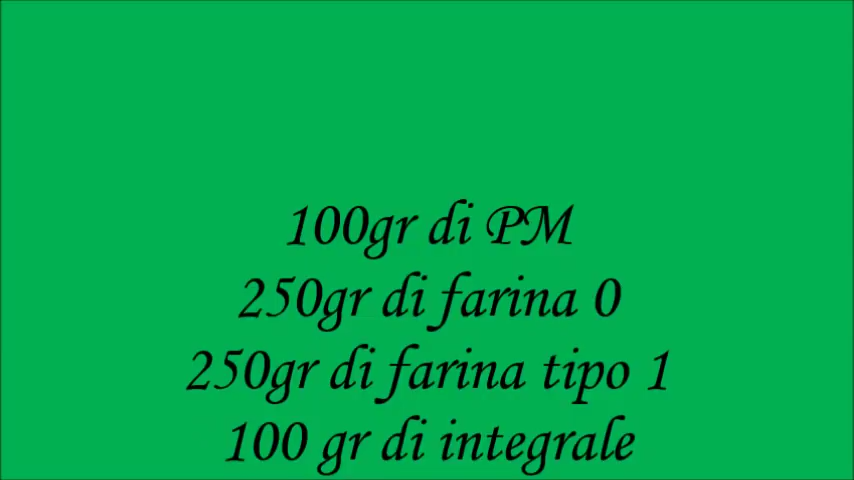 100gr di PM
250gr di farina 0
250gr di farina tipo 1
100 gr di integrale